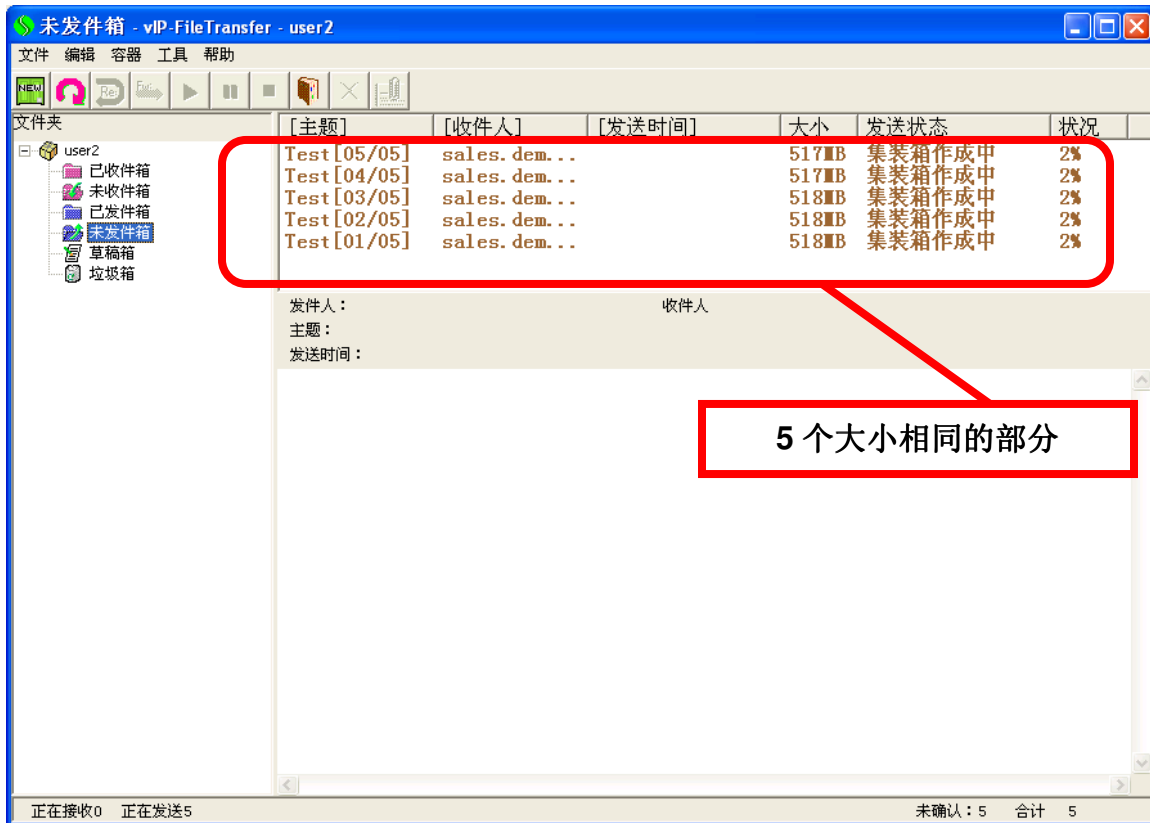 未发件箱 - vIP-FileTransfer - user2
文件 编辑 容器 工具 帮助
NEW Re: Fw:
文件夹
[主题] [收件人] [发送时间] 大小 发送状态 状况
user2
已收件箱
未收件箱
已发件箱
未发件箱
草稿箱
垃圾箱
Test[05/05] sales.dem... 517MB 集装箱作成中 2%
Test[04/05] sales.dem... 517MB 集装箱作成中 2%
Test[03/05] sales.dem... 518MB 集装箱作成中 2%
Test[02/05] sales.dem... 518MB 集装箱作成中 2%
Test[01/05] sales.dem... 518MB 集装箱作成中 2%
发件人： 收件人
主题：
发送时间：
5 个大小相同的部分
正在接收0 正在发送5 未确认：5 合计 5